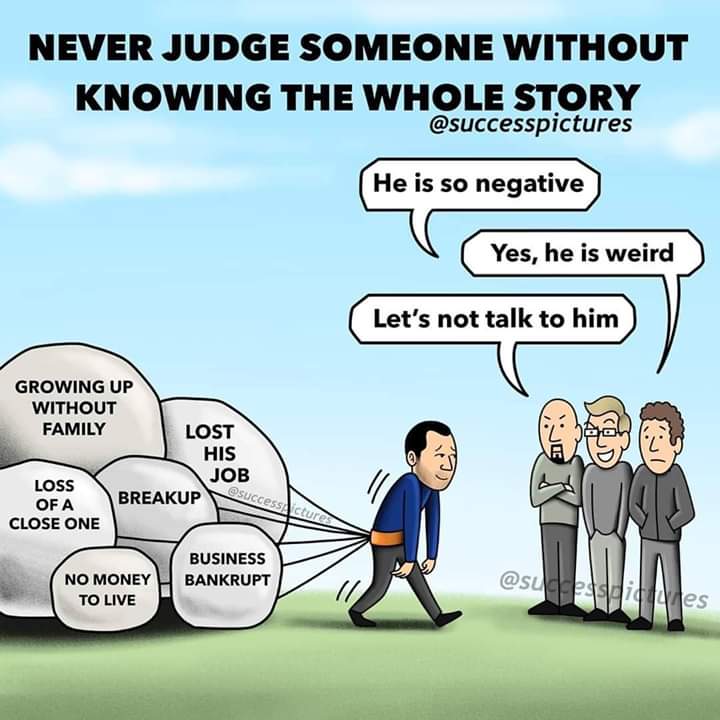 NEVER JUDGE SOMEONE WITHOUT
KNOWING THE WHOLE STORY
@successpictures
He is so negative
Yes, he is weird
Let's not talk to him
GROWING UP
WITHOUT
FAMILY
LOST
HIS
JOB
LOSS
OF A
CLOSE ONE
BREAKUP
@successpictures
NO MONEY
TO LIVE
BUSINESS
BANKRUPT
@successpictures